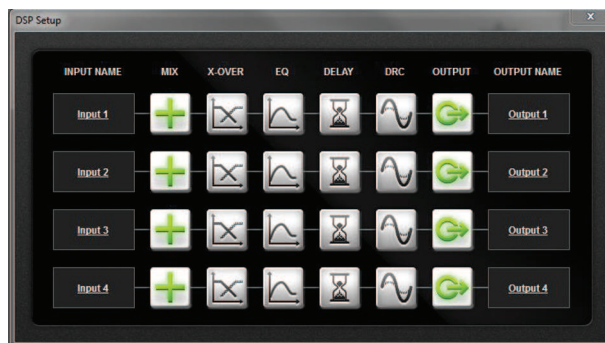 DSP Setup
x
INPUT NAME MIX X-OVER EQ DELAY DRC OUTPUT OUTPUT NAME
Input 1 Output 1
Input 2 Output 2
Input 3 Output 3
Input 4 Output 4